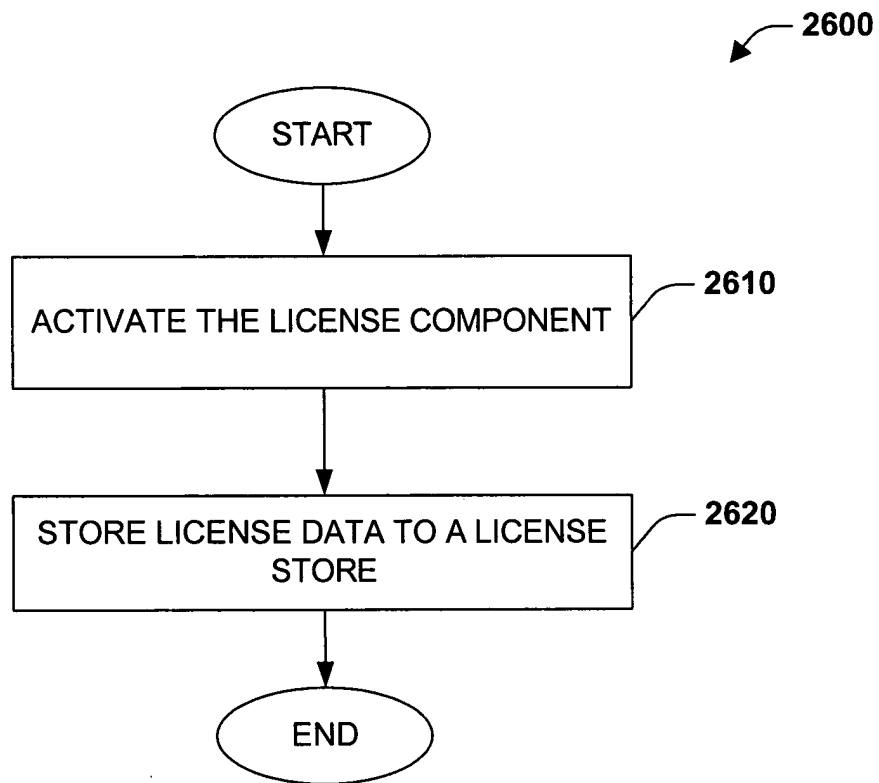 2600
START
ACTIVATE THE LICENSE COMPONENT
2610
STORE LICENSE DATA TO A LICENSE
STORE
2620
END